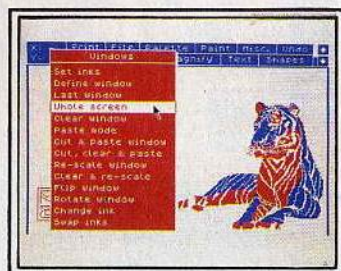 X: Print File Palette Paint Misc. Undo
Y: Magnify Text Shapes
Windows
Set inks
Define window
Last window
Whole screen
Clear window
Paste mode
Cut & paste window
Cut, clear & paste
Re-scale window
Clear & re-scale
Flip window
Rotate window
Change ink
Swap inks